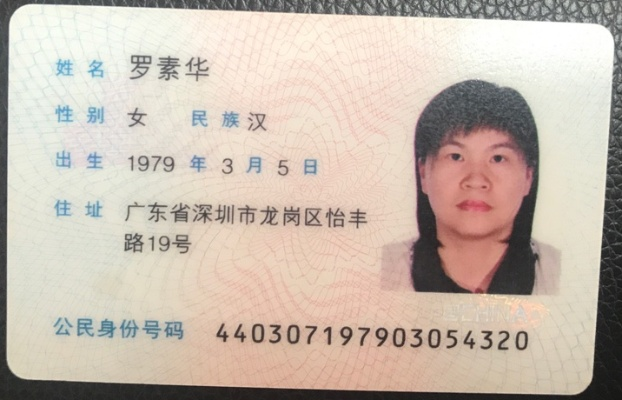 姓名 罗素华
性别 女 民族 汉
出生 1979 年 3 月 5 日
住址 广东省深圳市龙岗区怡丰
路19号
公民身份号码 440307197903054320